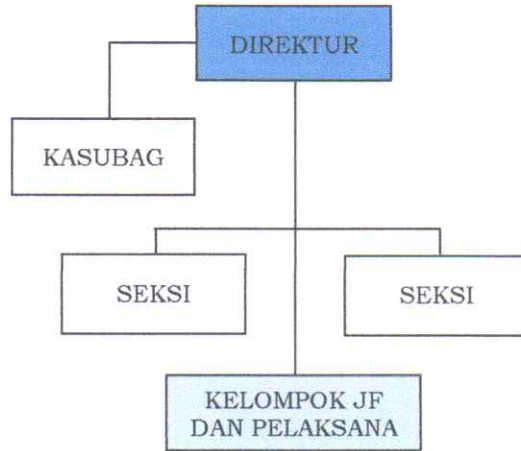 DIREKTUR
KASUBAG
SEKSI
SEKSI
KELOMPOK JF
DAN PELAKSANA